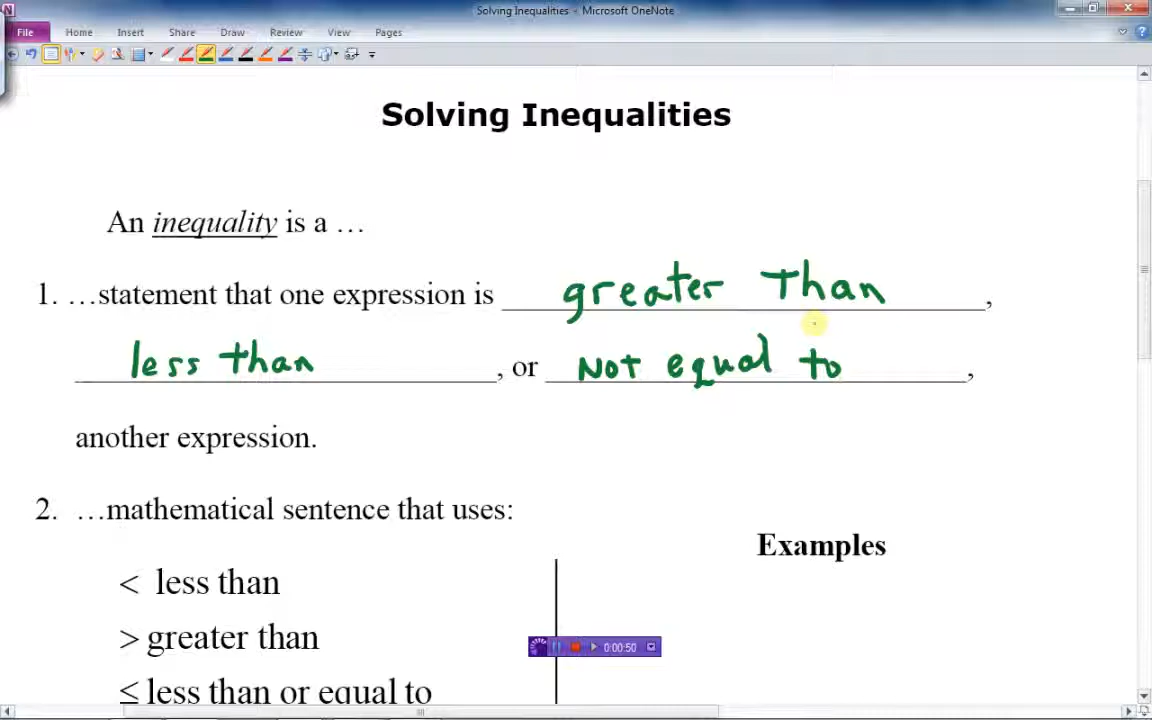 Solving Inequalities - Microsoft OneNote
File Home Insert Share Draw Review View Pages
Solving Inequalities
An inequality is a …
1. …statement that one expression is greater than,
less than, or Not equal to,
another expression.
2. …mathematical sentence that uses:
Examples
< less than
> greater than
0:00:50
≤ less than or equal to